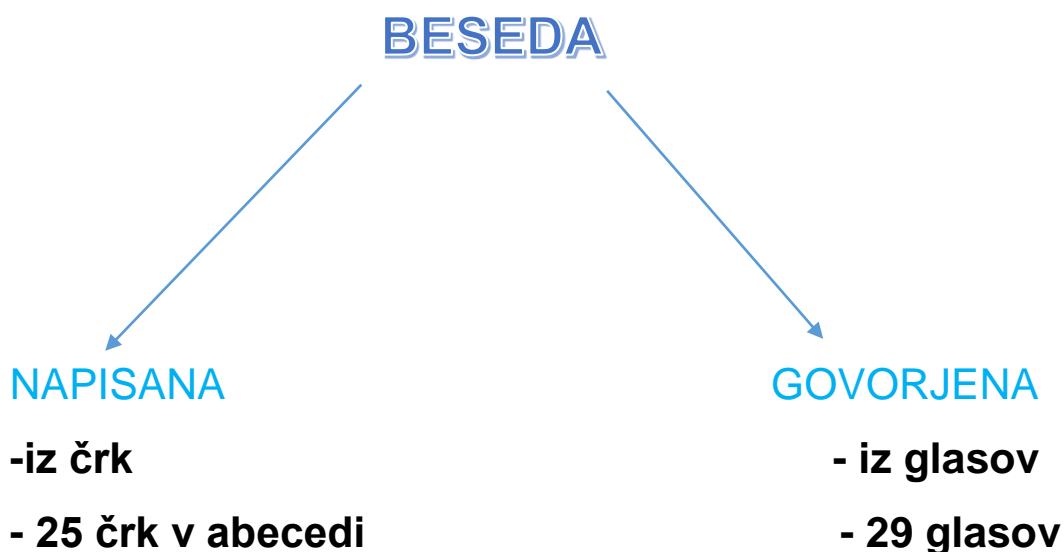 BESEDA
NAPISANA GOVORJENA
-iz črk - iz glasov
- 25 črk v abecedi - 29 glasov